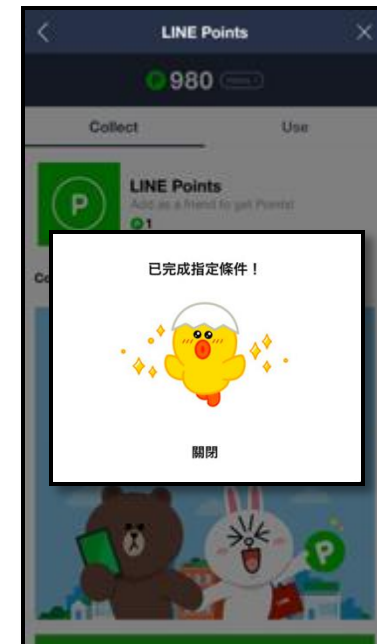 LINE Points
P 980
Collect
Use
P
LINE Points
Add as a friend to get Points!
P 1
Co
已完成指定條件！
關閉
P